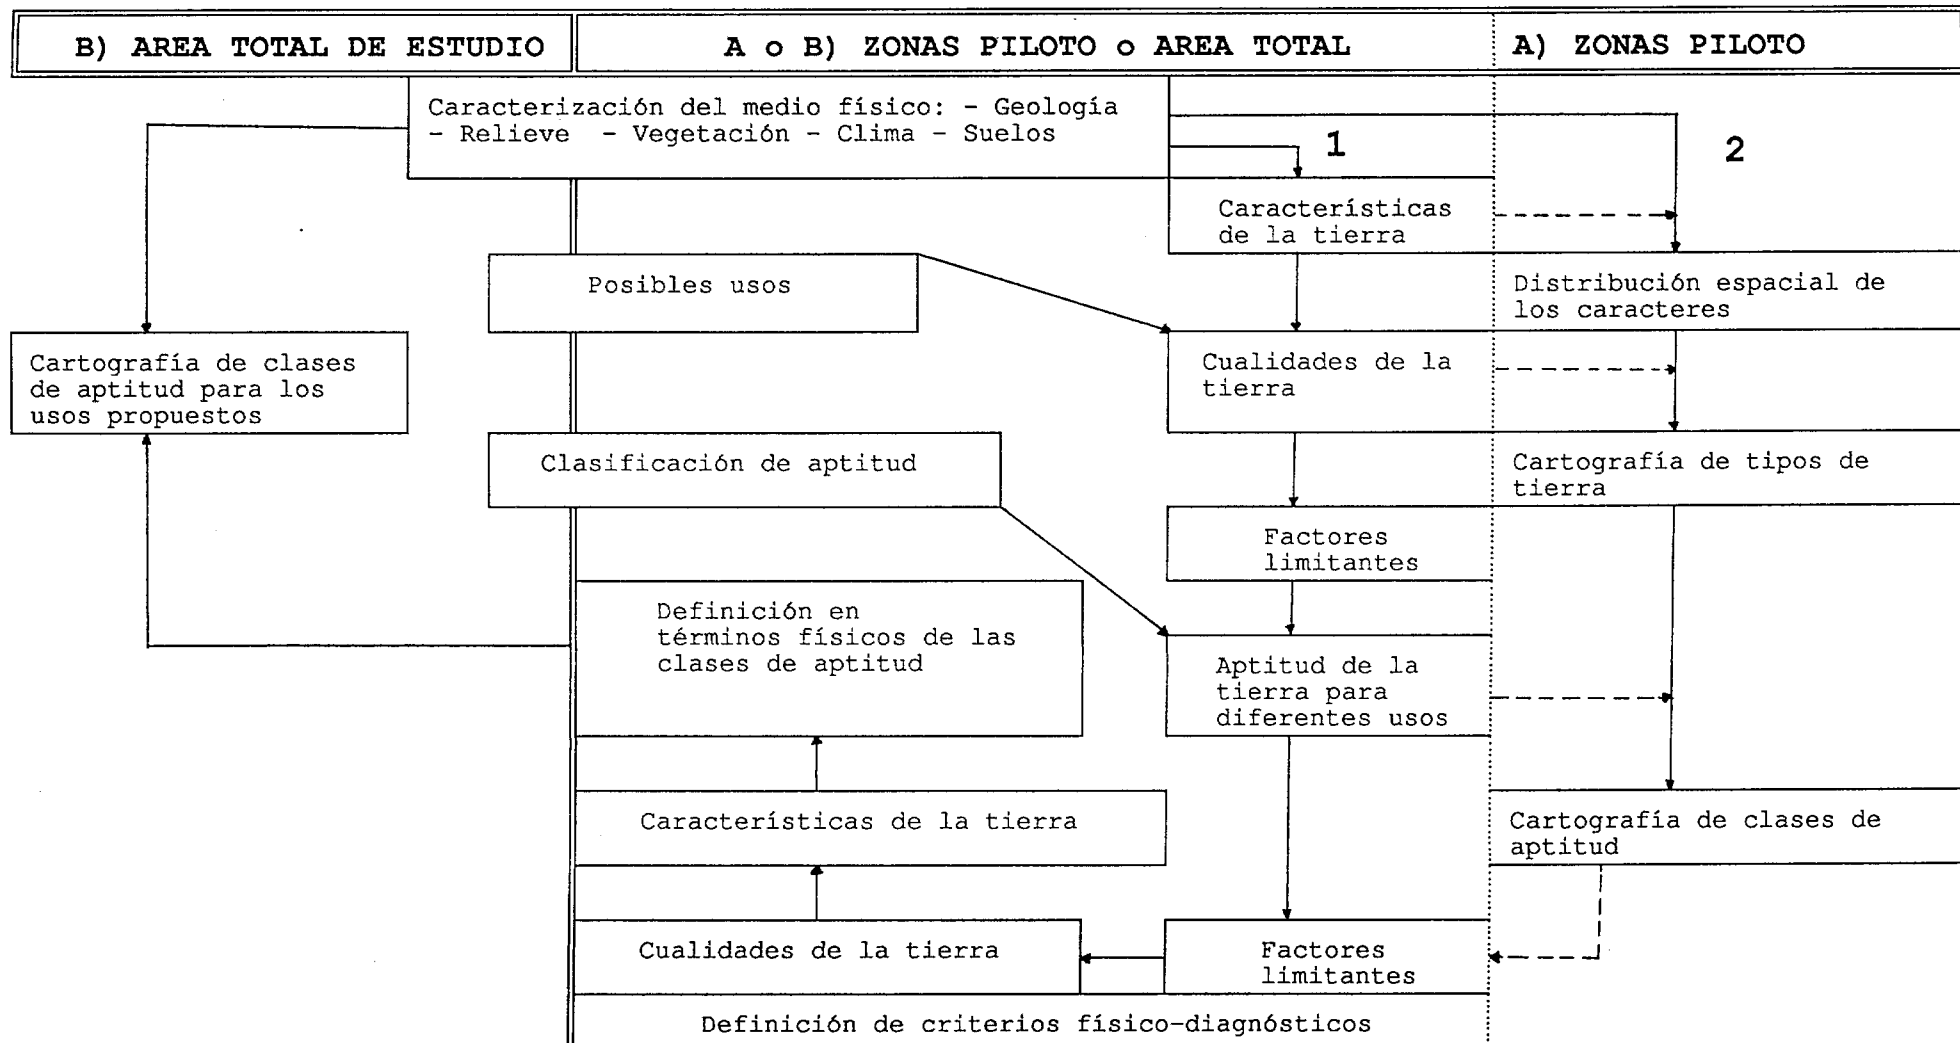 B) AREA TOTAL DE ESTUDIO
A o B) ZONAS PILOTO o AREA TOTAL
A) ZONAS PILOTO
Caracterización del medio físico: - Geología
- Relieve - Vegetación - Clima - Suelos
1
2
Características
de la tierra
Posibles usos
Distribución espacial de
los caracteres
Cartografía de clases
de aptitud para los
usos propuestos
Cualidades de la
tierra
Clasificación de aptitud
Cartografía de tipos de
tierra
Factores
limitantes
Definición en
términos físicos de las
clases de aptitud
Aptitud de la
tierra para
diferentes usos
Características de la tierra
Cartografía de clases de
aptitud
Cualidades de la tierra
Factores
limitantes
Definición de criterios físico-diagnósticos